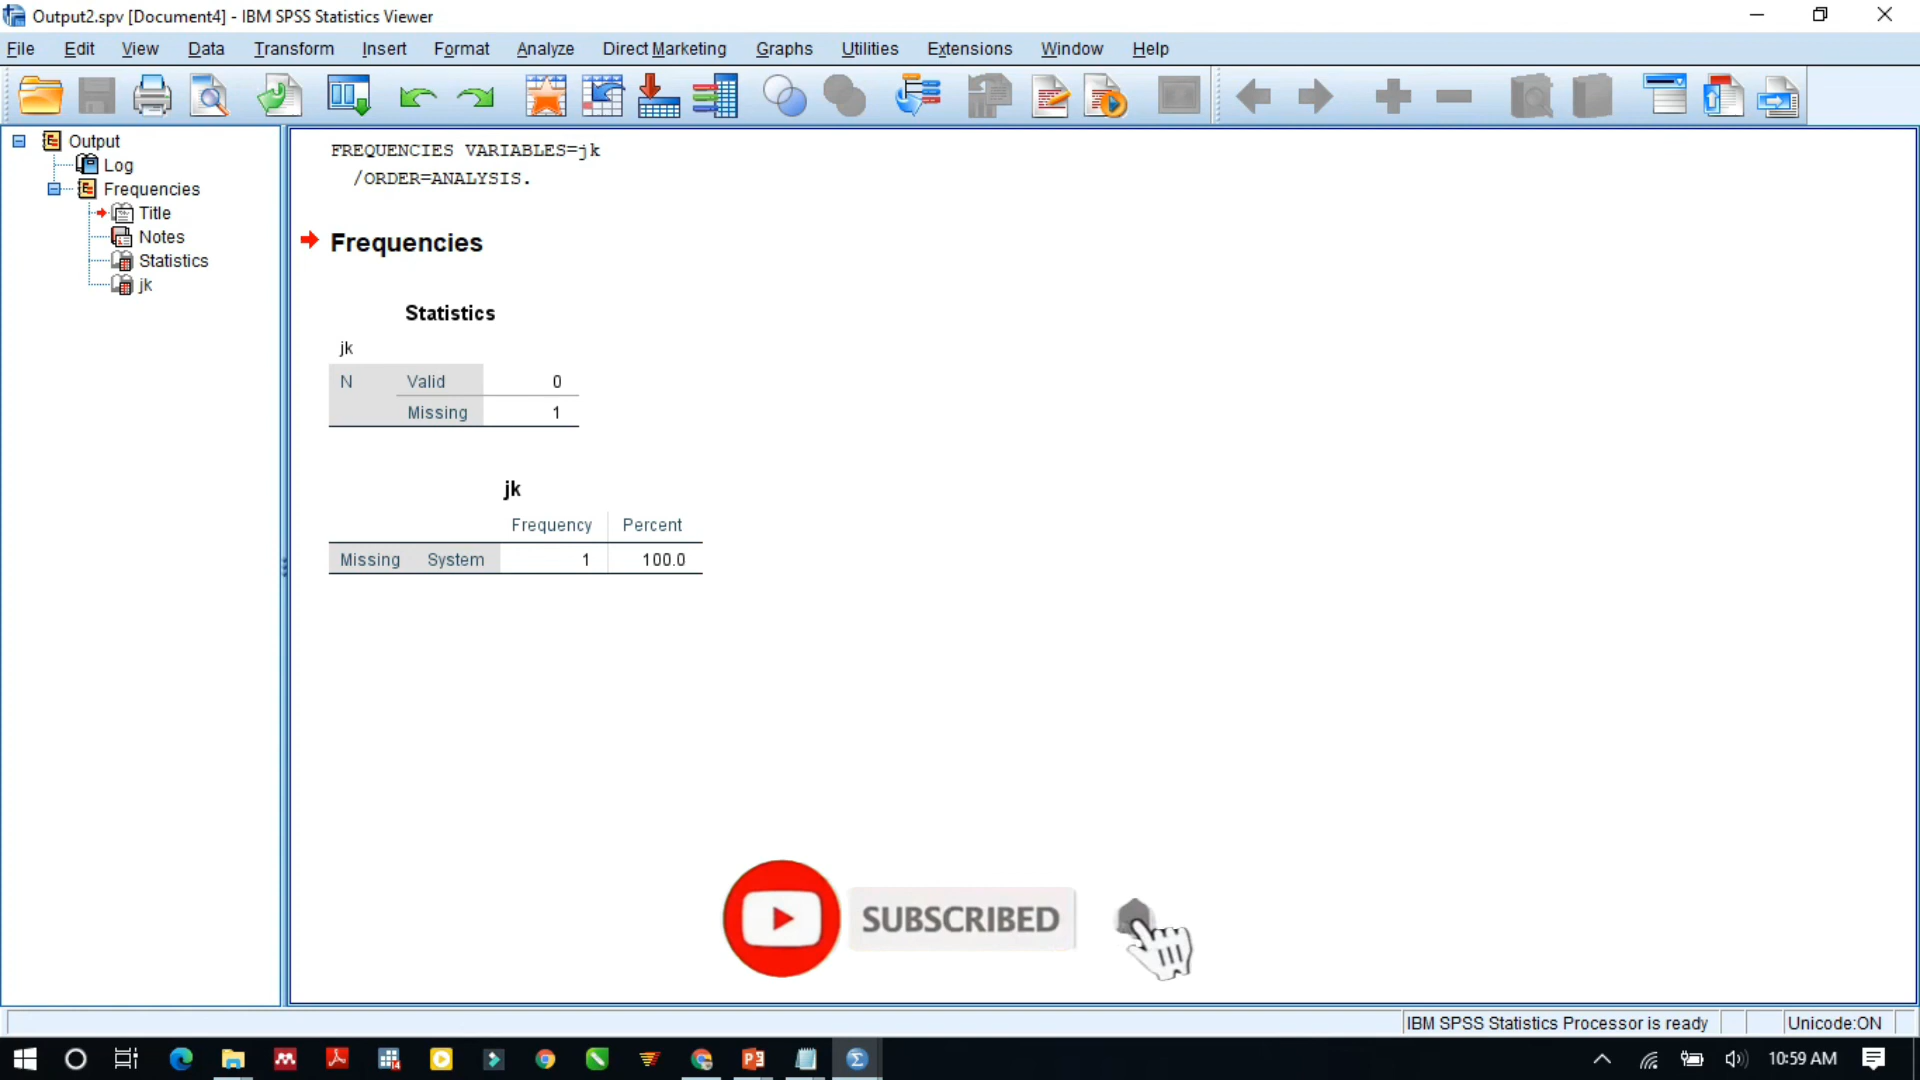 Output2.spv [Document4] - IBM SPSS Statistics Viewer
File Edit View Data Transform Insert Format Analyze Direct Marketing Graphs Utilities Extensions Window Help
Output
Log
Frequencies
Title
Notes
Statistics
jk
FREQUENCIES VARIABLES=jk
/ORDER=ANALYSIS.
Frequencies
Statistics
jk
N Valid 0
Missing 1
jk
Frequency Percent
Missing System 1 100.0
SUBSCRIBED
IBM SPSS Statistics Processor is ready Unicode:ON
10:59 AM